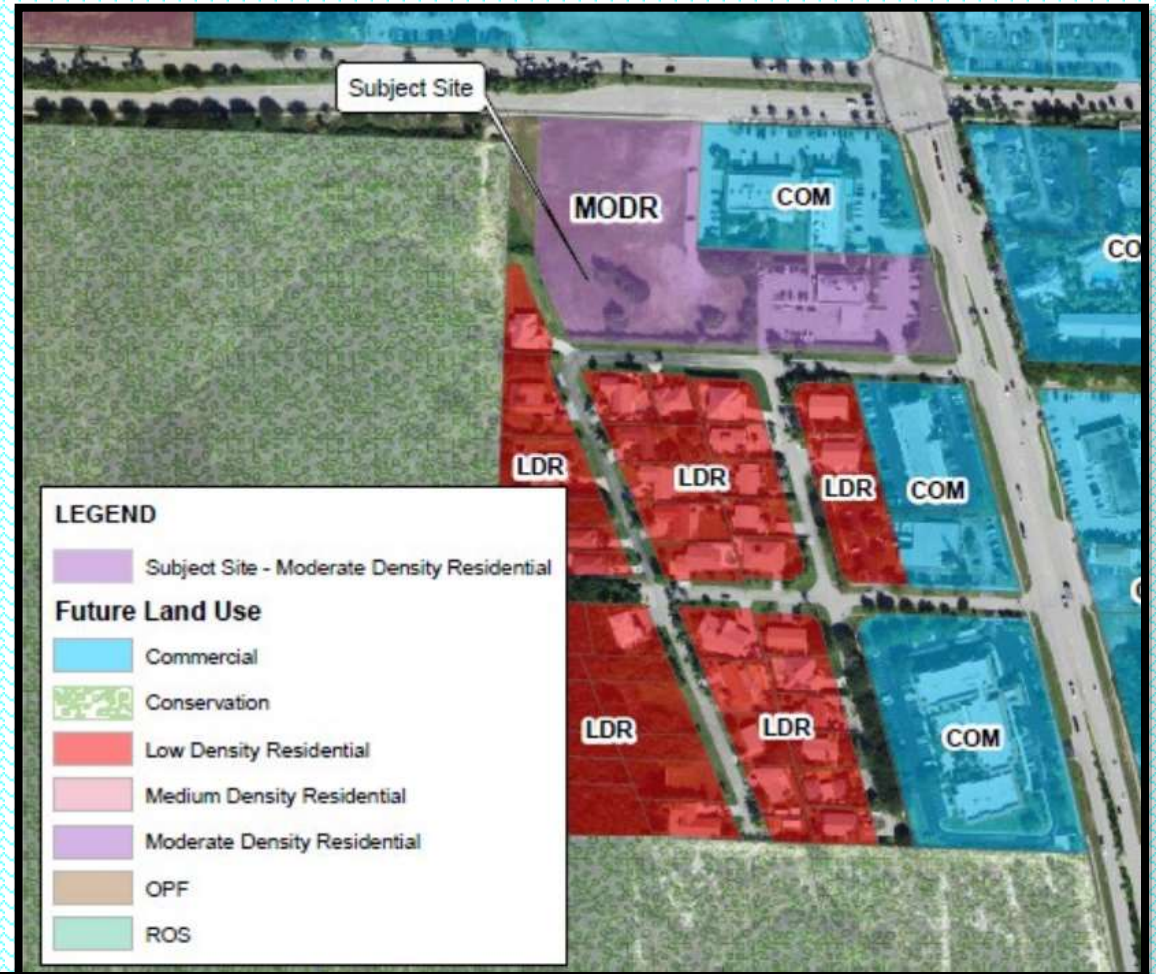 Subject Site
MODR
COM
CO
LDR
LDR
LDR
COM
LDR
LDR
COM
LEGEND
Subject Site - Moderate Density Residential
Future Land Use
Commercial
Conservation
Low Density Residential
Medium Density Residential
Moderate Density Residential
OPF
ROS